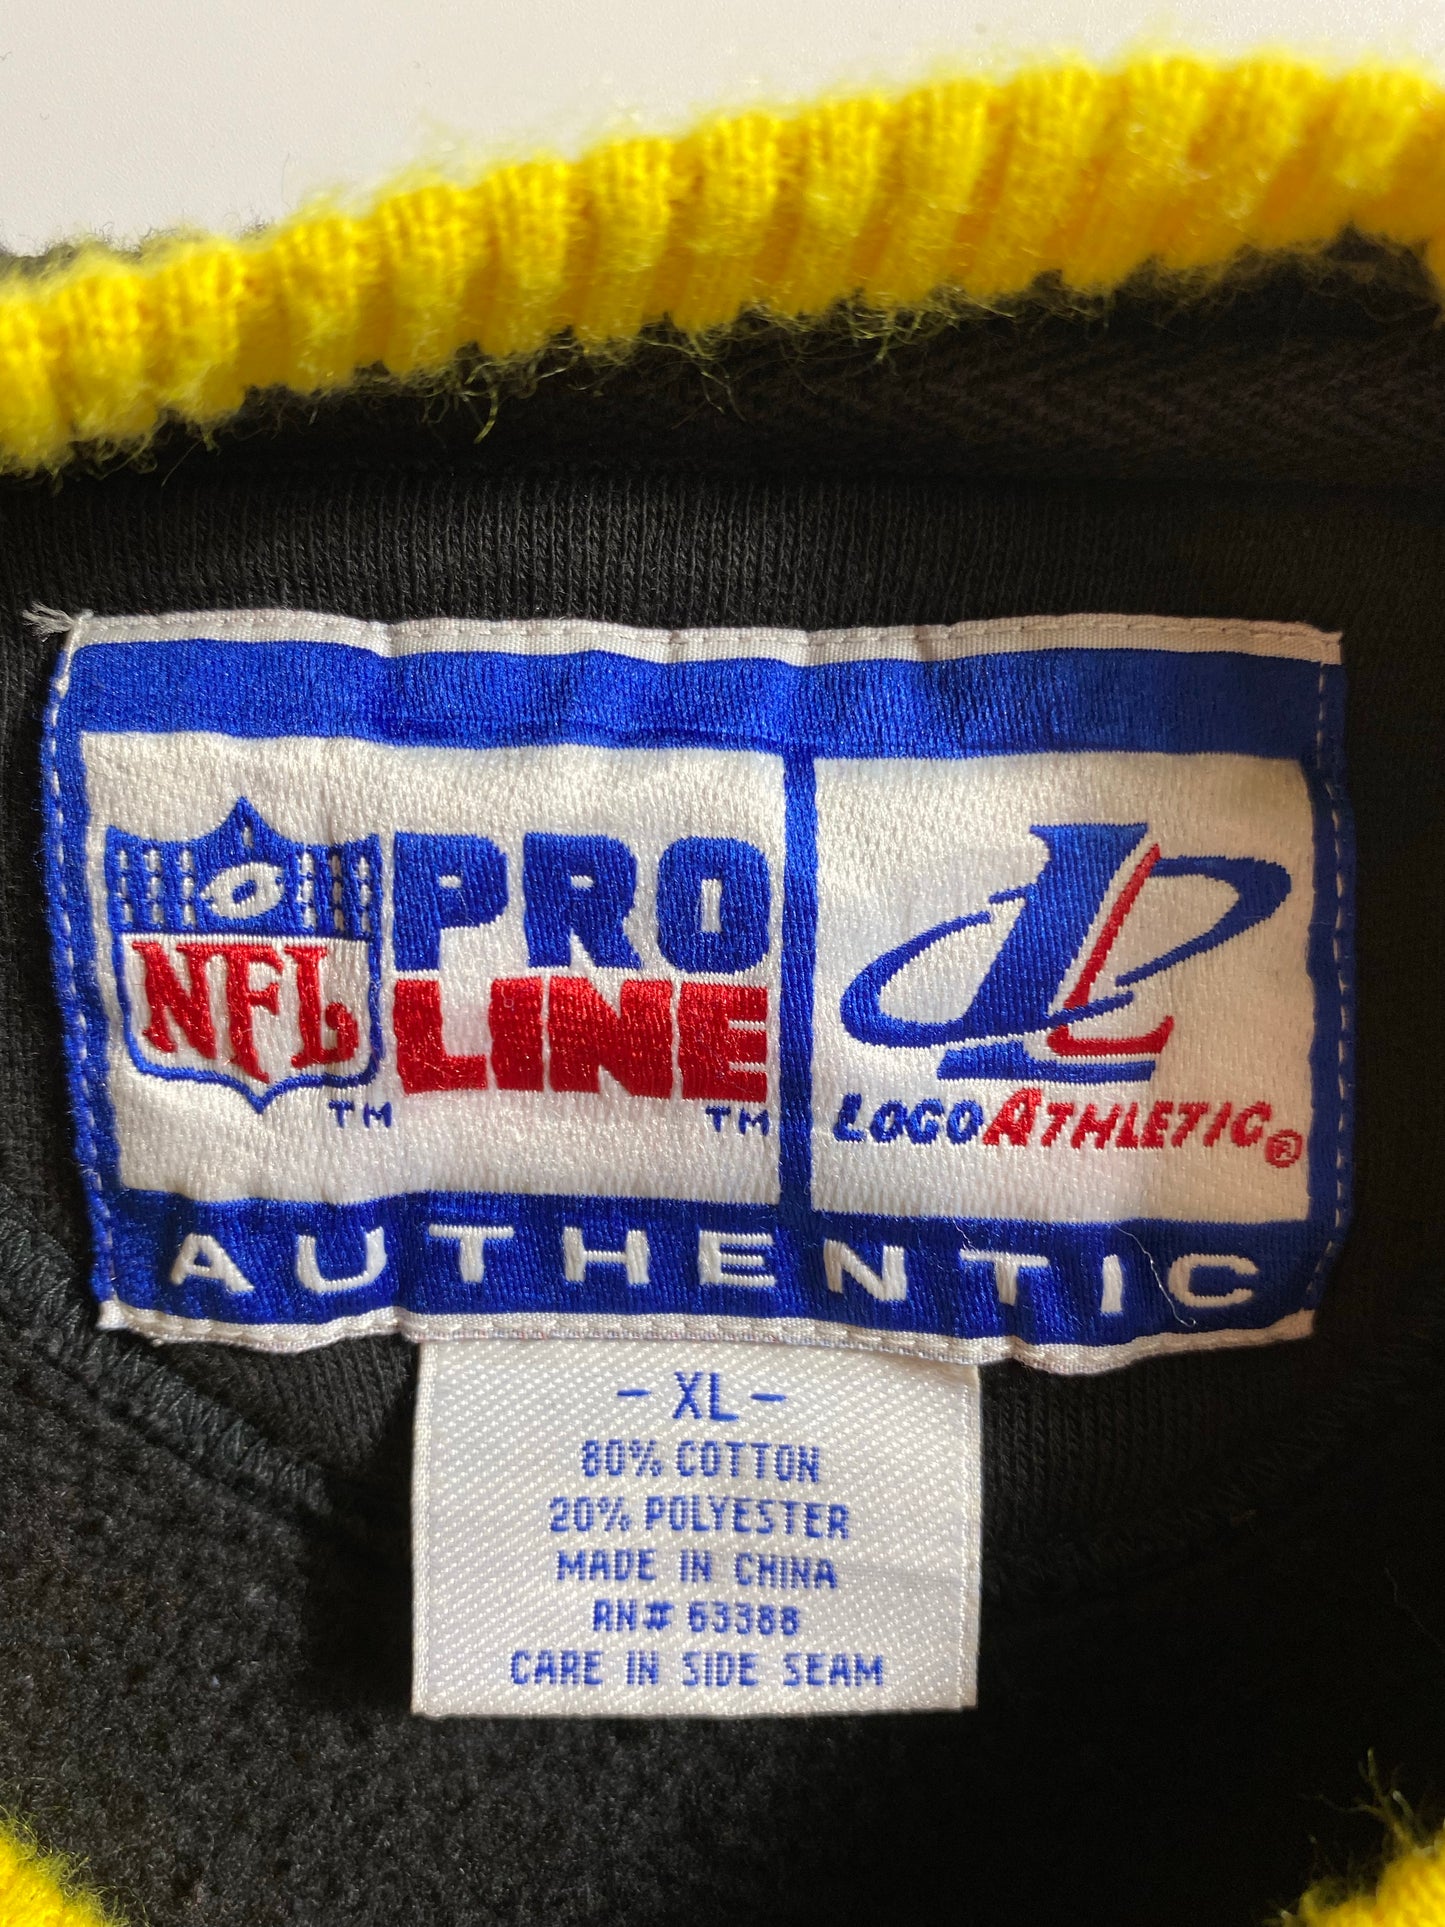 NFL
TM
PRO
LINE
TM
LOGOATHLETIC®
AUTHENTIC
- XL -
80% COTTON
20% POLYESTER
MADE IN CHINA
RN# 63388
CARE IN SIDE SEAM